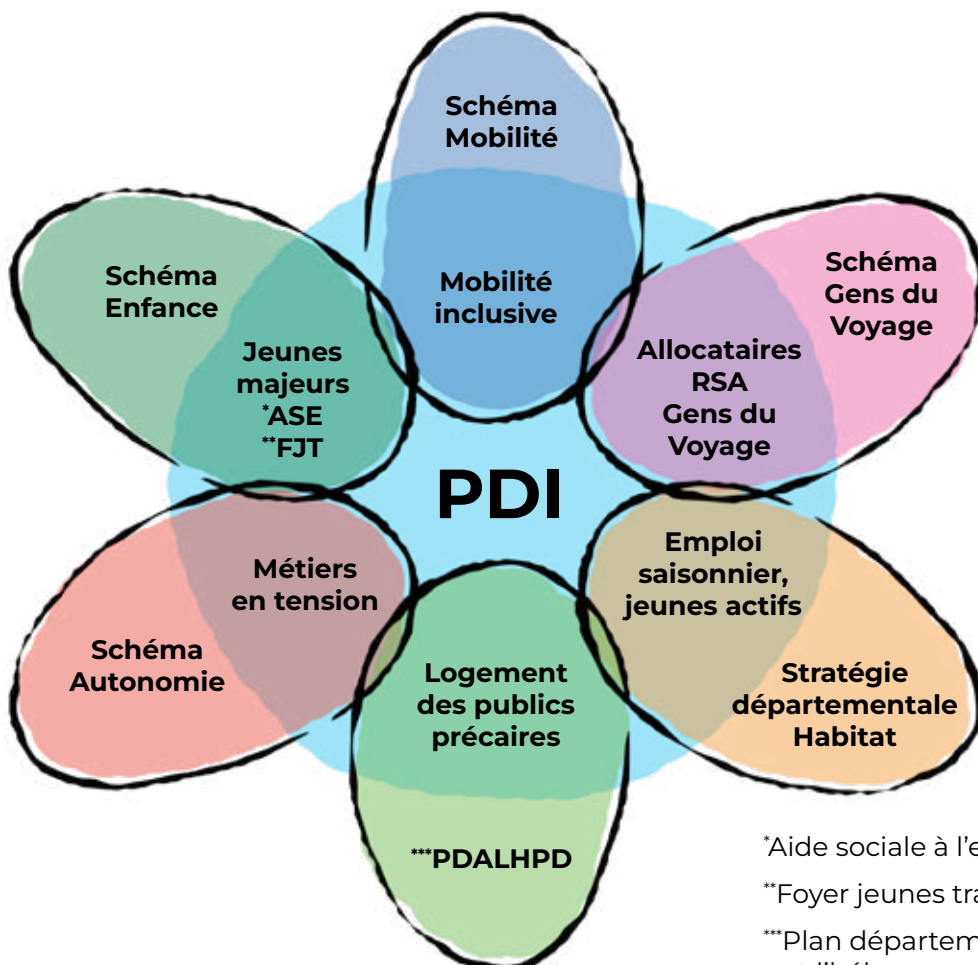 Schéma
Mobilité
Mobilité
inclusive
Schéma
Enfance
Jeunes
majeurs
*ASE
**FJT
Schéma
Gens du
Voyage
Allocataires
RSA
Gens du
Voyage
PDI
Métiers
en tension
Schéma
Autonomie
Emploi
saisonnier,
jeunes actifs
Stratégie
départementale
Habitat
Logement
des publics
précaires
***PDALHPD
*Aide sociale à l'e
**Foyer jeunes tra
***Plan départem